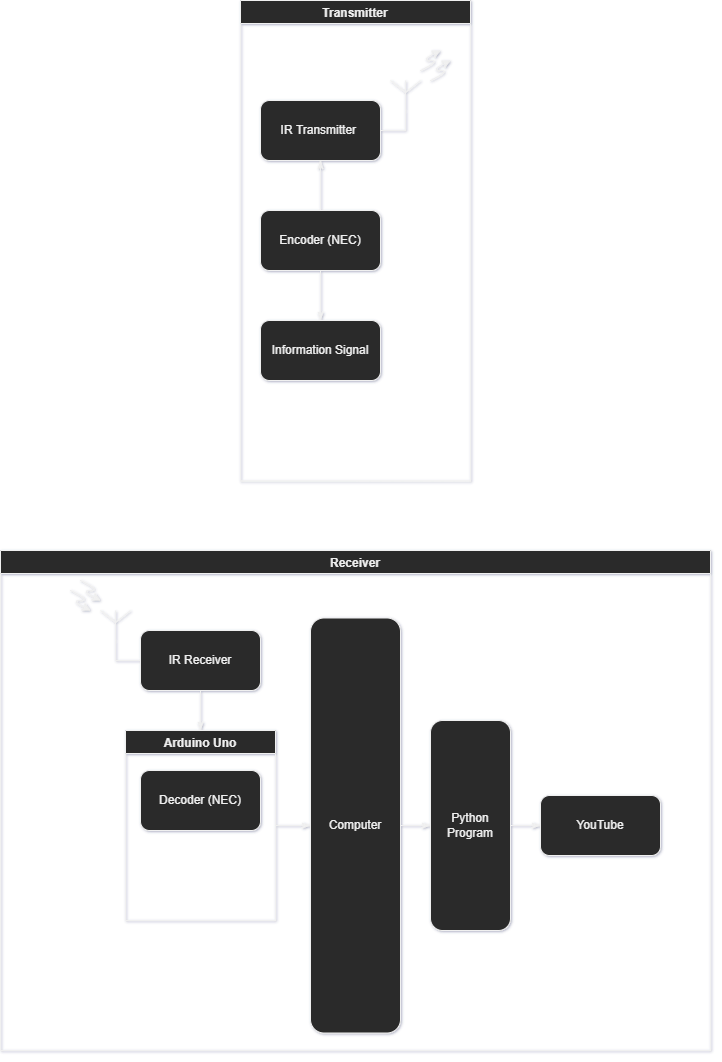 Transmitter
IR Transmitter
Encoder (NEC)
Information Signal
Receiver
IR Receiver
Arduino Uno
Decoder (NEC)
Computer
Python
Program
YouTube